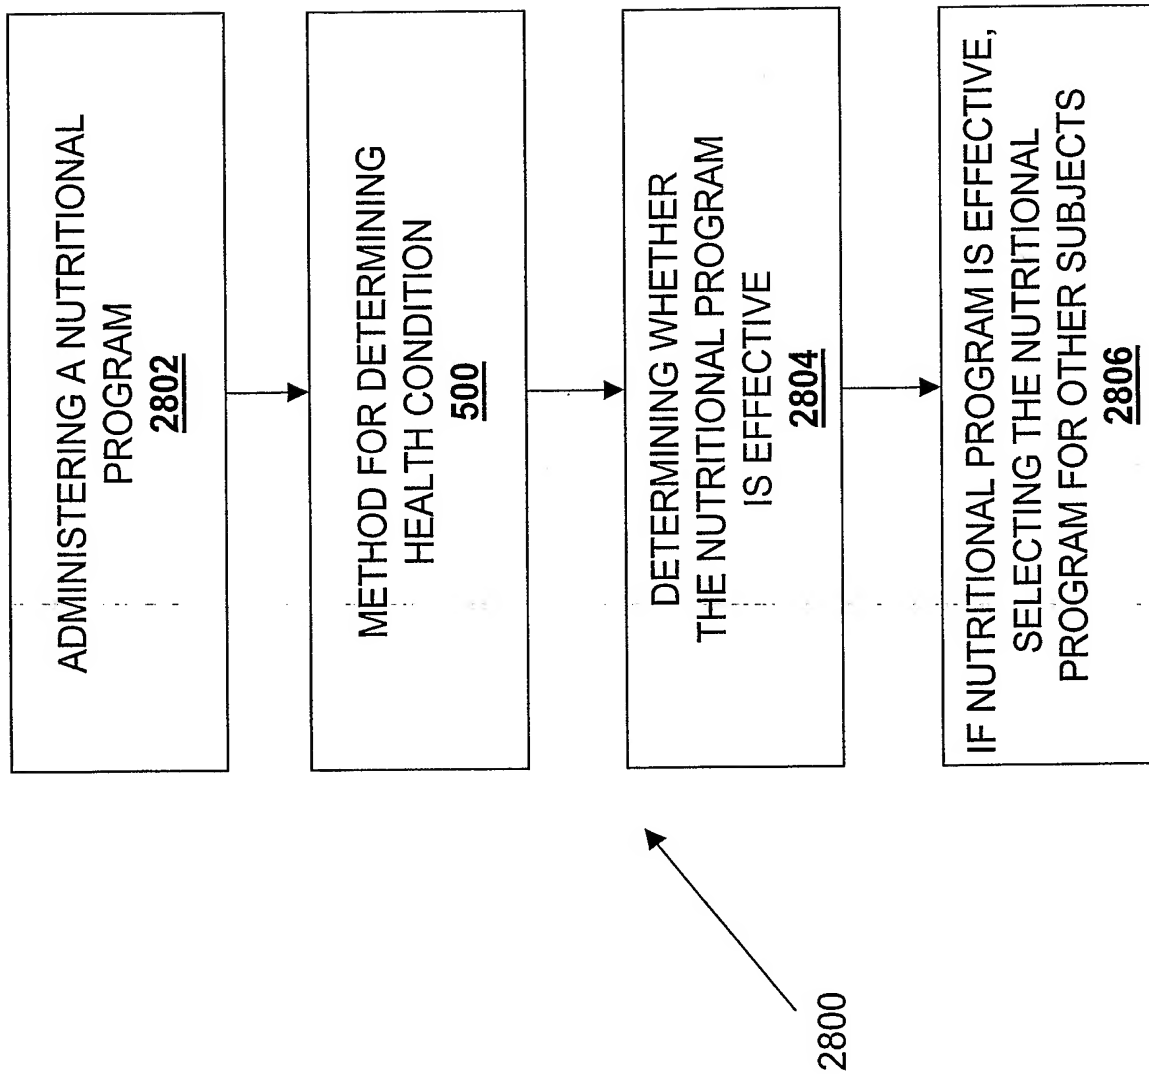 ADMINISTERING A NUTRITIONAL
PROGRAM
2802
METHOD FOR DETERMINING
HEALTH CONDITION
500
DETERMINING WHETHER
THE NUTRITIONAL PROGRAM
IS EFFECTIVE
2804
IF NUTRITIONAL PROGRAM IS EFFECTIVE,
SELECTING THE NUTRITIONAL
PROGRAM FOR OTHER SUBJECTS
2806
2800